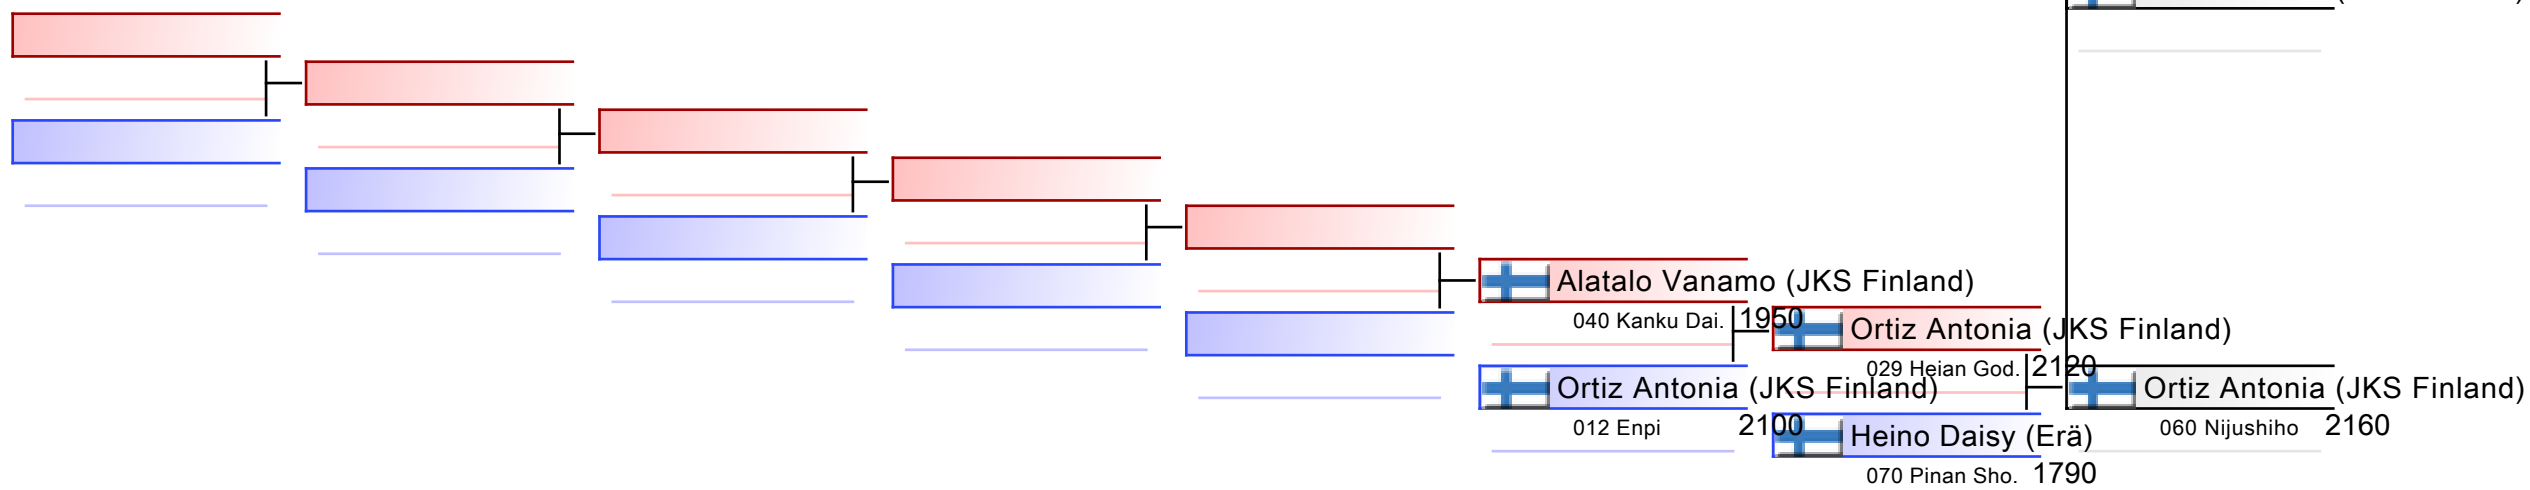 Alatalo Vanamo (JKS Finland)
040 Kanku Dai. 1950
Ortiz Antonia (JKS Finland)
012 Enpi 2100
Ortiz Antonia (JKS Finland)
029 Heian God. 2120
Heino Daisy (Erä)
070 Pinan Sho. 1790
Ortiz Antonia (JKS Finland)
060 Nijushiho 2160